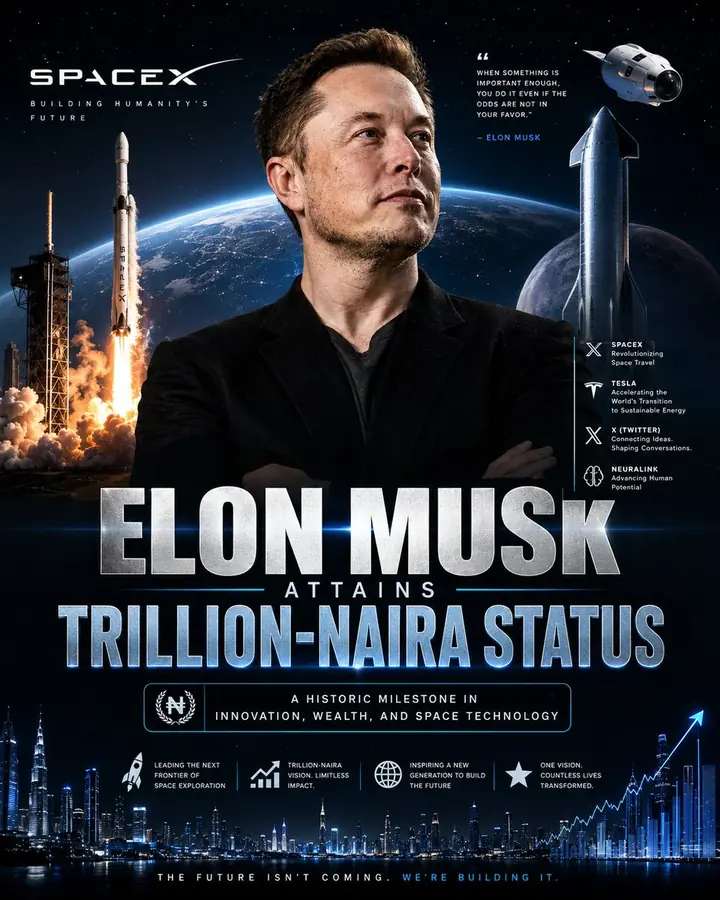 SPACEX
BUILDING HUMANITY'S
FUTURE
“
WHEN SOMETHING IS
IMPORTANT ENOUGH,
YOU DO IT EVEN IF THE
ODDS ARE NOT IN
YOUR FAVOR.”
– ELON MUSK
SPACEX
X SPACEX
Revolutionizing
Space Travel
T TESLA
Accelerating the
World's Transition
to Sustainable Energy
X X (TWITTER)
Connecting Ideas.
Shaping Conversations.
NEURALINK
Advancing Human
Potential
ELON MUSK
ATTAINS
TRILLION-NAIRA STATUS
₦
A HISTORIC MILESTONE IN
INNOVATION, WEALTH, AND SPACE TECHNOLOGY
LEADING THE NEXT
FRONTIER OF
SPACE EXPLORATION
TRILLION-NAIRA
VISION. LIMITLESS
IMPACT.
INSPIRING A NEW
GENERATION TO BUILD
THE FUTURE
ONE VISION.
COUNTLESS LIVES
TRANSFORMED.
THE FUTURE ISN'T COMING. WE'RE BUILDING IT.